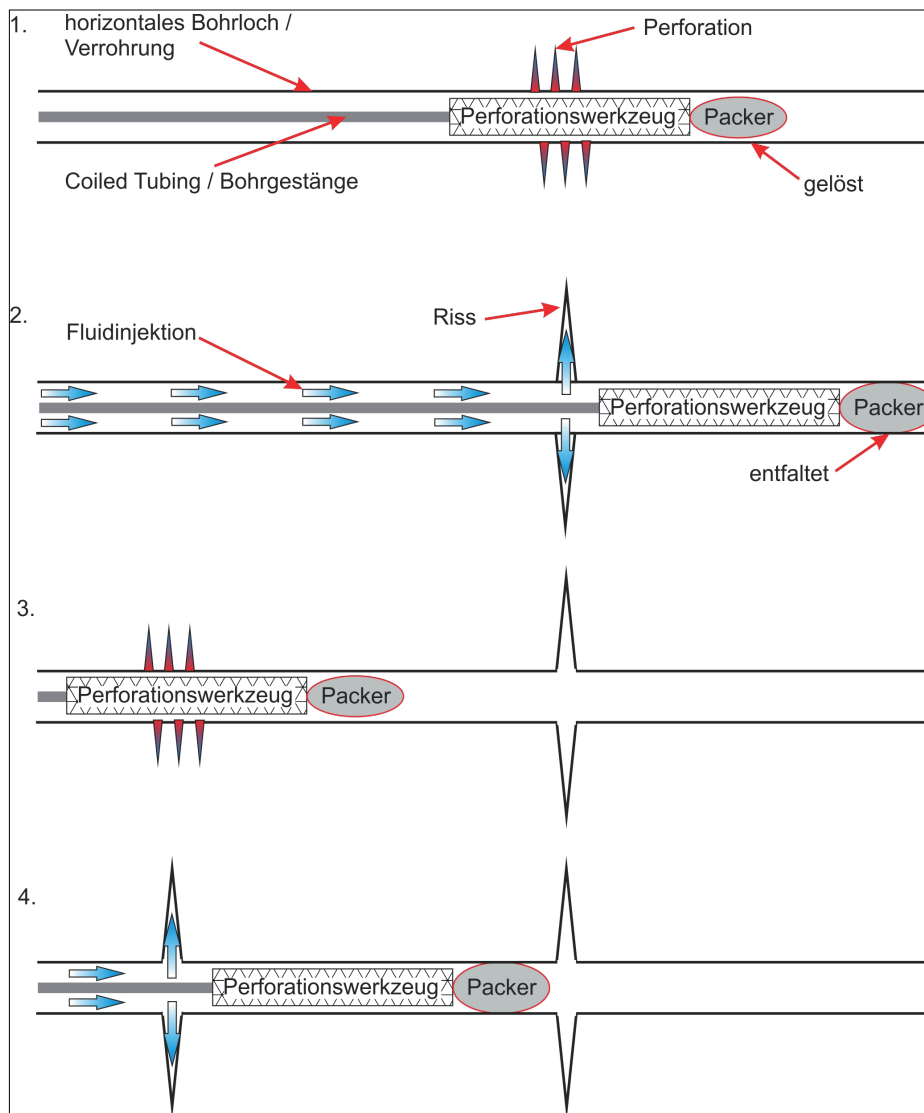 1.
horizontales Bohrloch /
Verrohrung
Perforation
Perforationswerkzeug
Packer
Coiled Tubing / Bohrgestänge
gelöst
2.
Fluidinjektion
Riss
Perforationswerkzeug
Packer
entfaltet
3.
Perforationswerkzeug
Packer
4.
Perforationswerkzeug
Packer